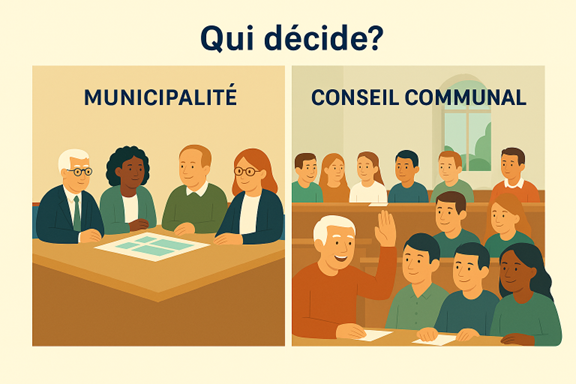 Qui décide?
MUNICIPALITÉ
CONSEIL COMMUNAL